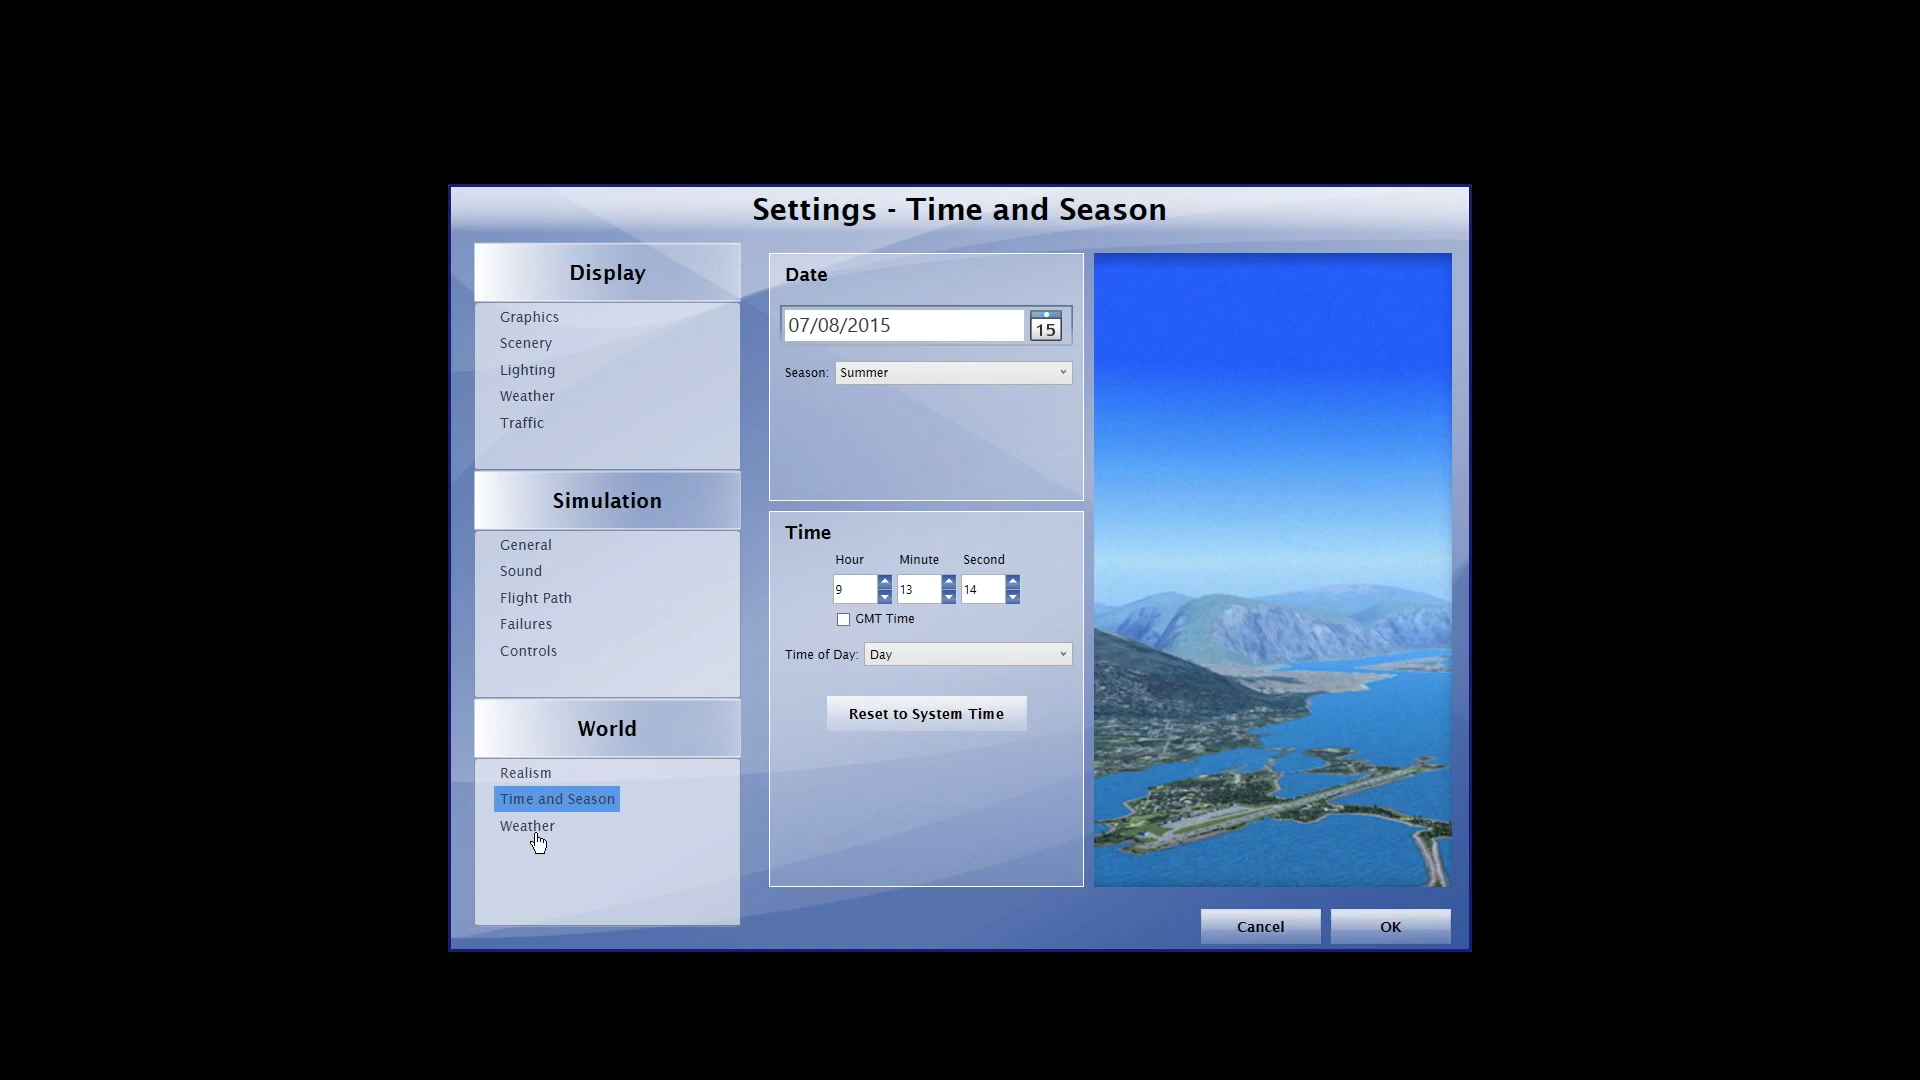 Settings - Time and Season
Display
Graphics
Scenery
Lighting
Weather
Traffic
Simulation
General
Sound
Flight Path
Failures
Controls
World
Realism
Time and Season
Weather
Date
07/08/2015
15
Season: Summer
Time
Hour Minute Second
9 13 14
GMT Time
Time of Day: Day
Reset to System Time
Cancel OK